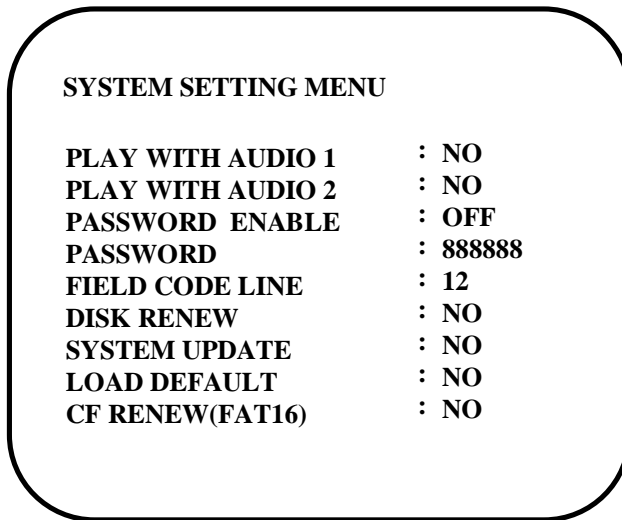 SYSTEM SETTING MENU
PLAY WITH AUDIO 1 : NO
PLAY WITH AUDIO 2 : NO
PASSWORD ENABLE : OFF
PASSWORD : 888888
FIELD CODE LINE : 12
DISK RENEW : NO
SYSTEM UPDATE : NO
LOAD DEFAULT : NO
CF RENEW(FAT16) : NO